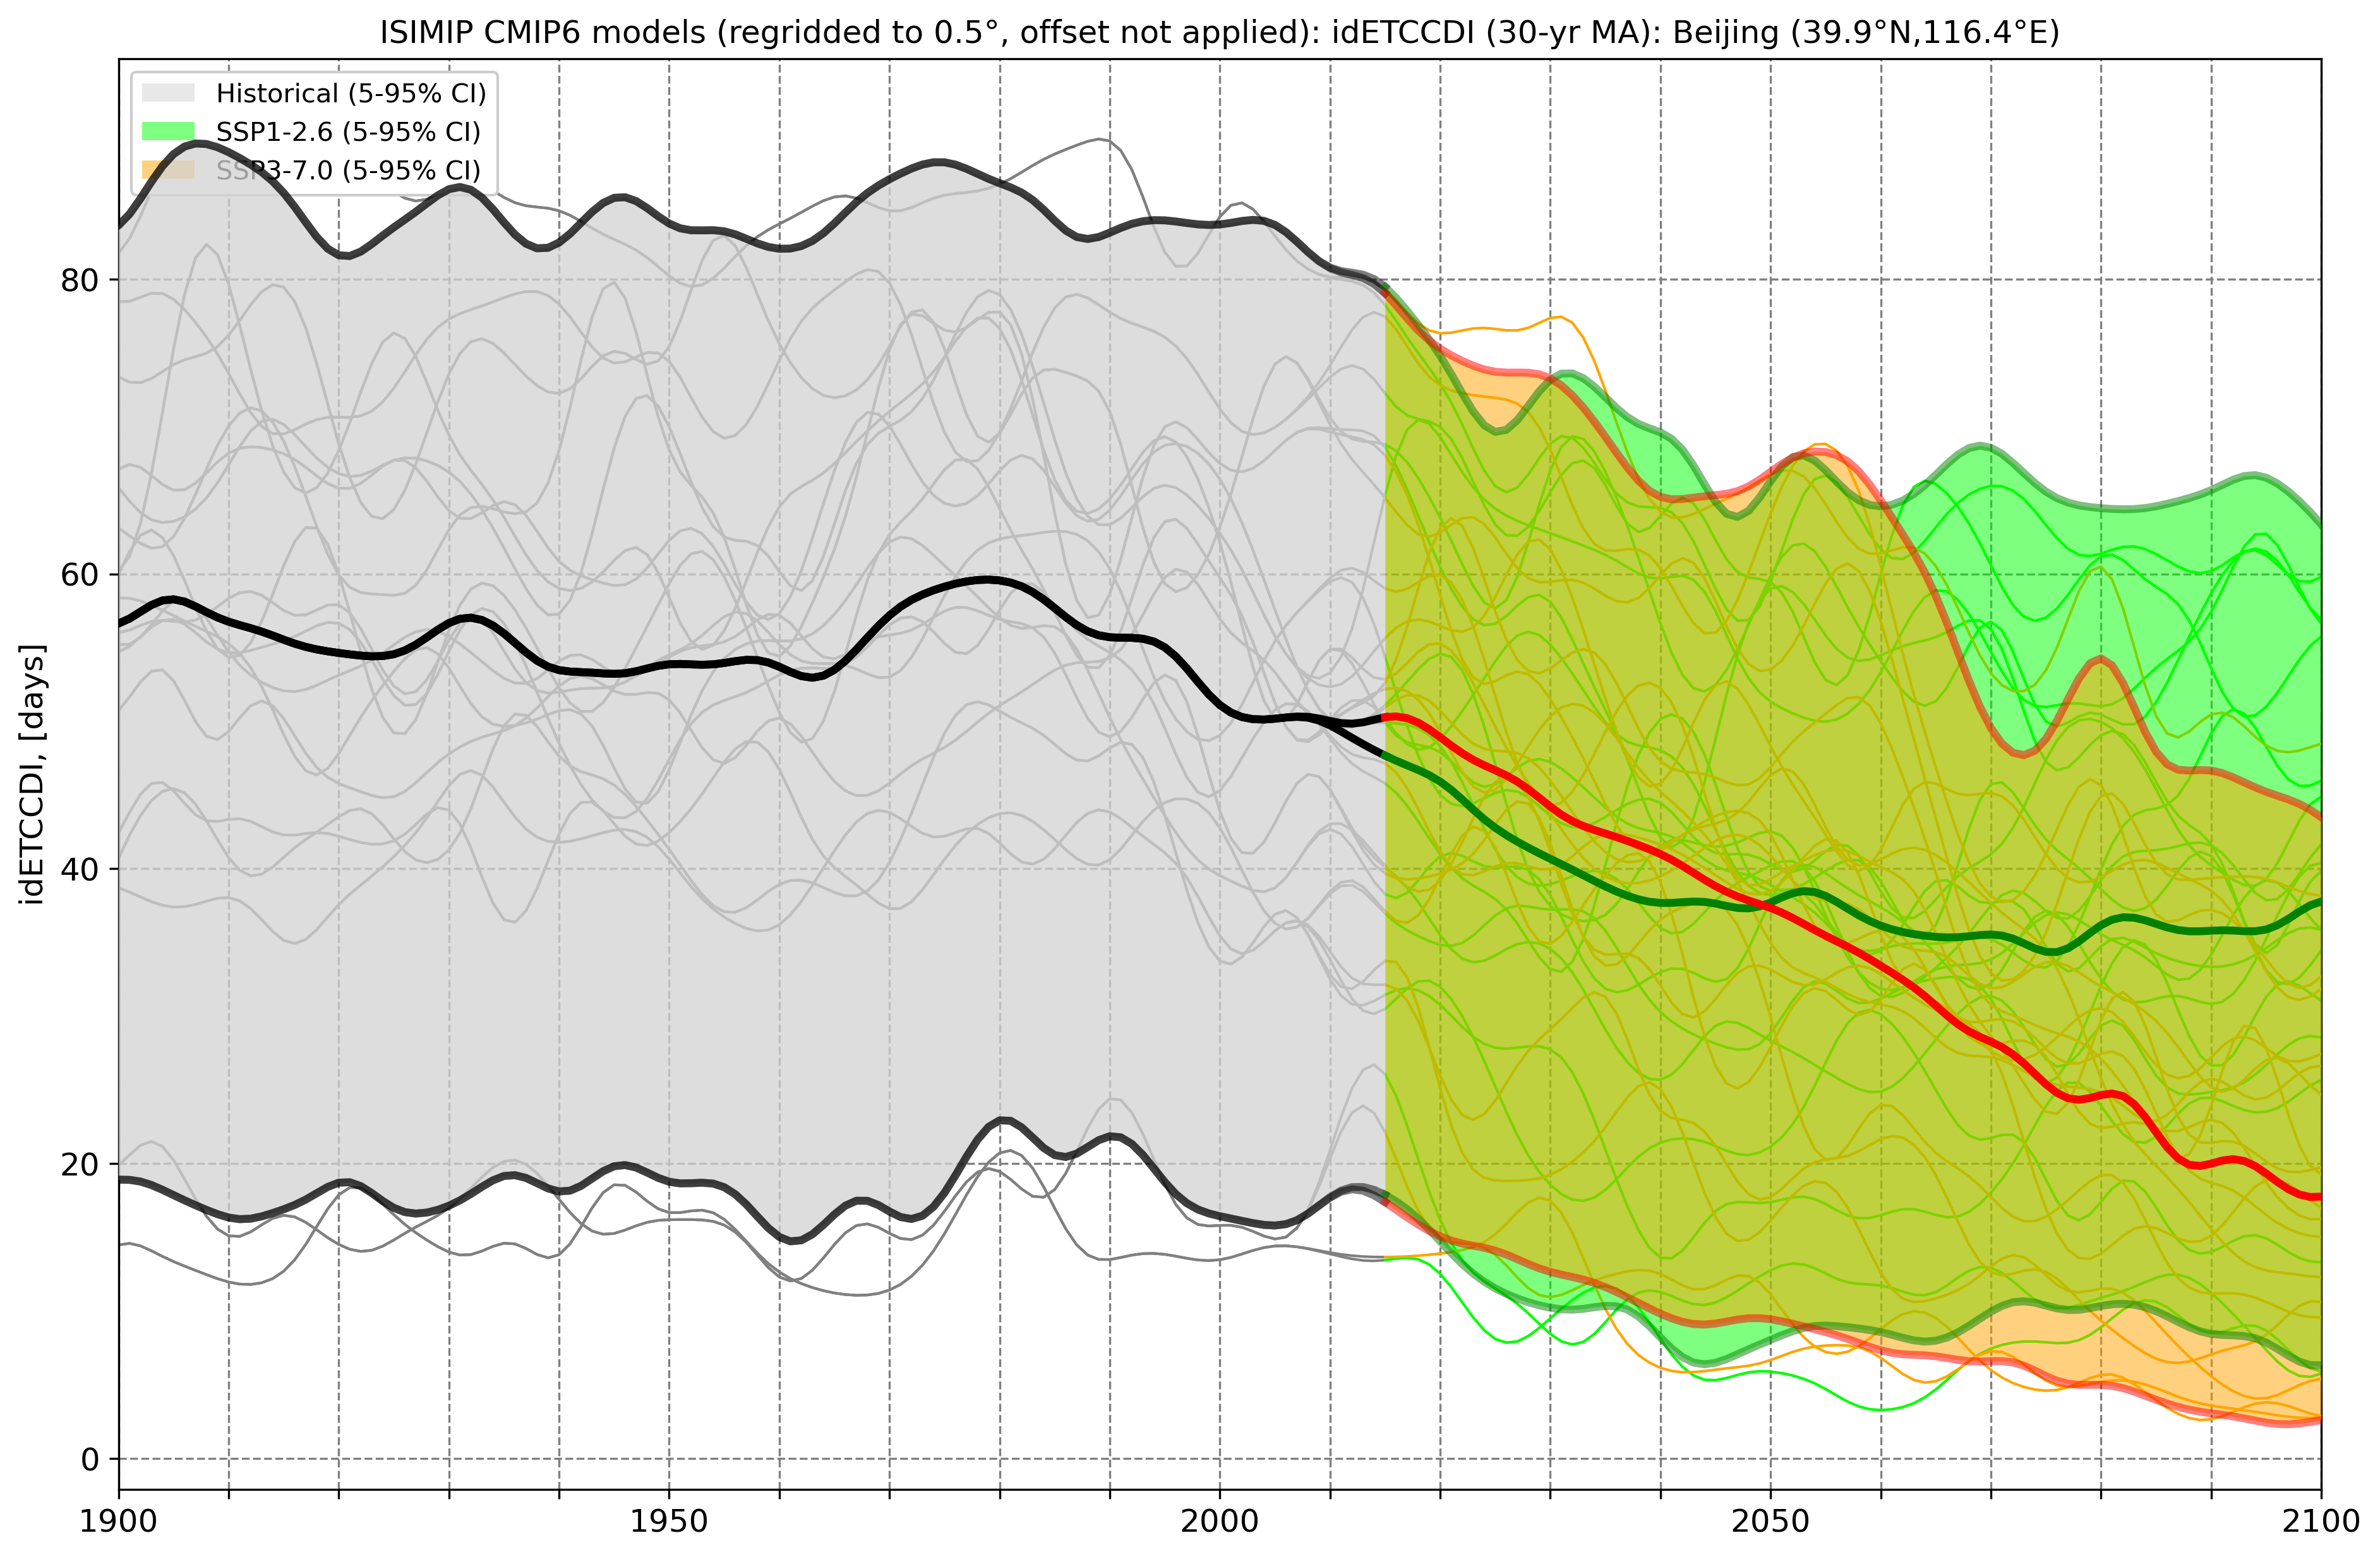 ISIMIP CMIP6 models (regridded to 0.5°, offset not applied): idETCCDI (30-yr MA): Beijing (39.9°N,116.4°E)
Historical (5-95% CI)
SSP1-2.6 (5-95% CI)
SSP3-7.0 (5-95% CI)
idETCCDI, [days]
80
60
40
20
0
1900
1950
2000
2050
2100